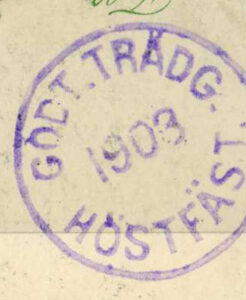 GÖDT. TRÄDG.
1903
HÖSTFÄST.